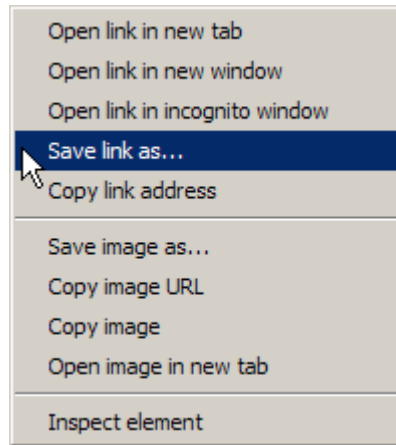 Open link in new tab
Open link in new window
Open link in incognito window
Save link as...
Copy link address
Save image as...
Copy image URL
Copy image
Open image in new tab
Inspect element